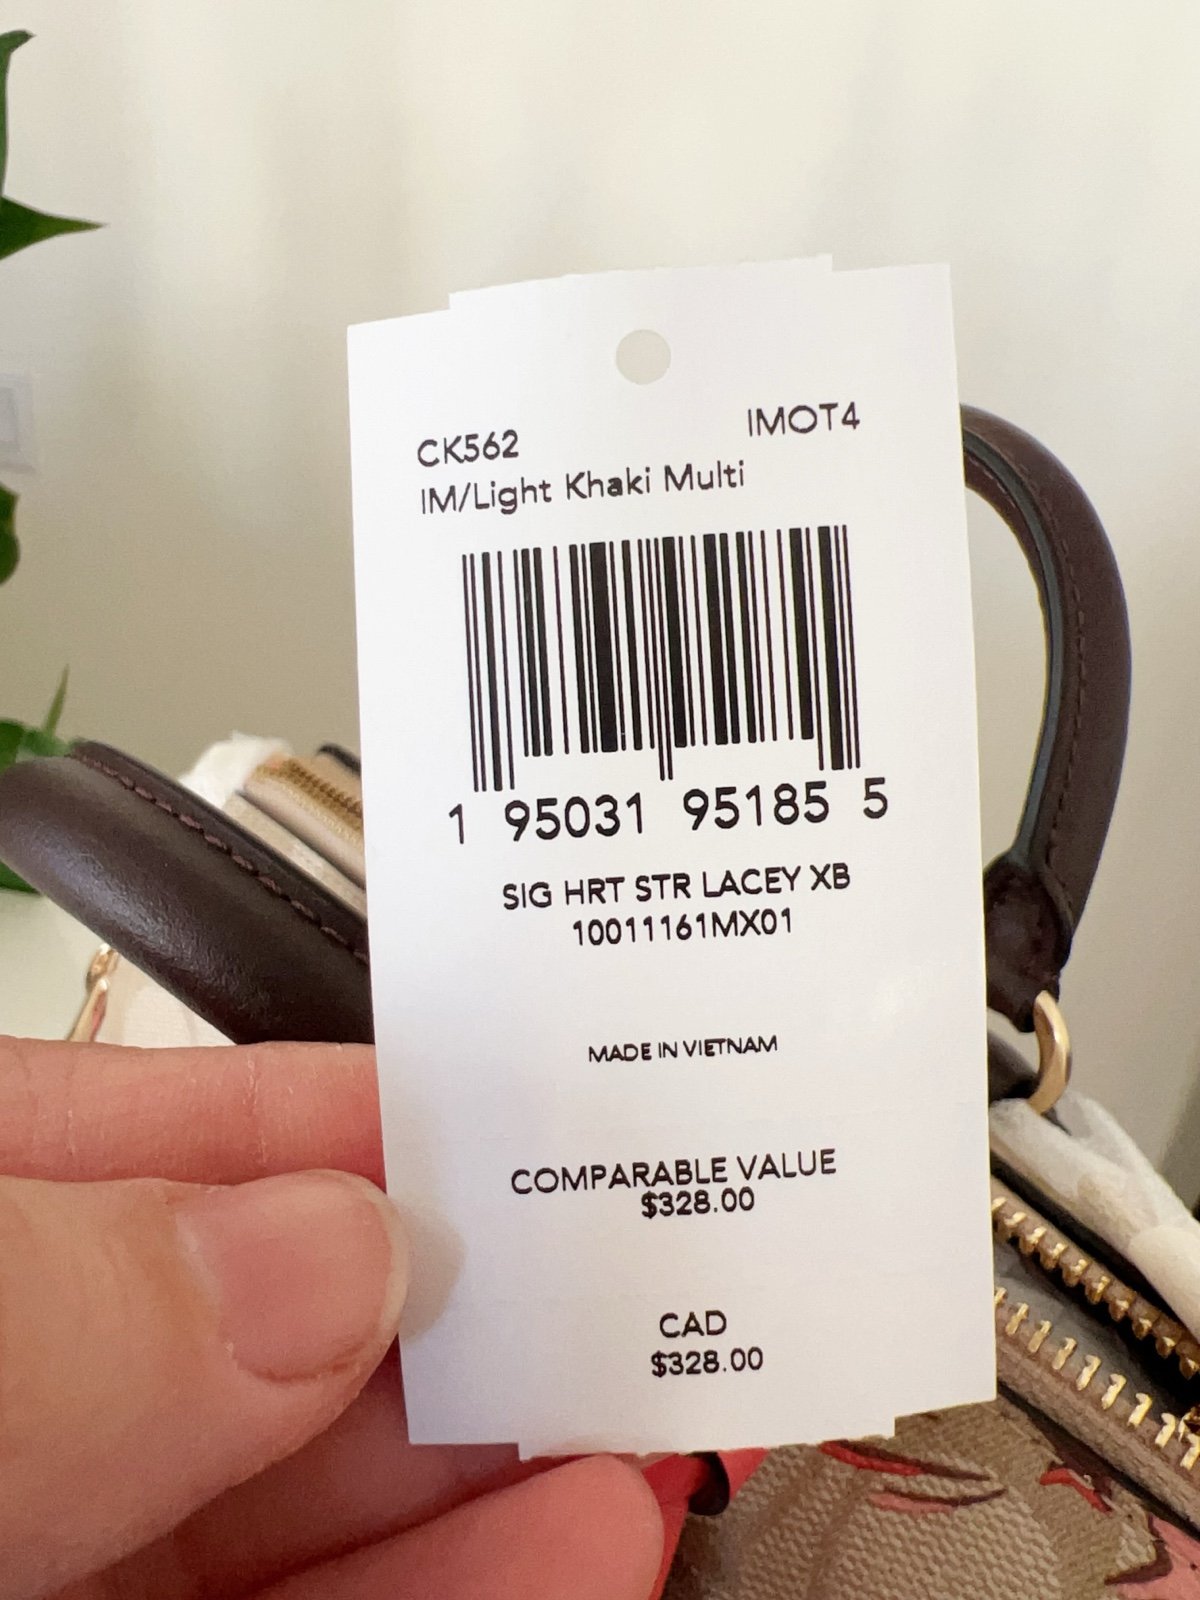 CK562 IMOT4
IM/Light Khaki Multi
1 95031 95185 5
SIG HRT STR LACEY XB
10011161MX01
MADE IN VIETNAM
COMPARABLE VALUE
$328.00
CAD
$328.00